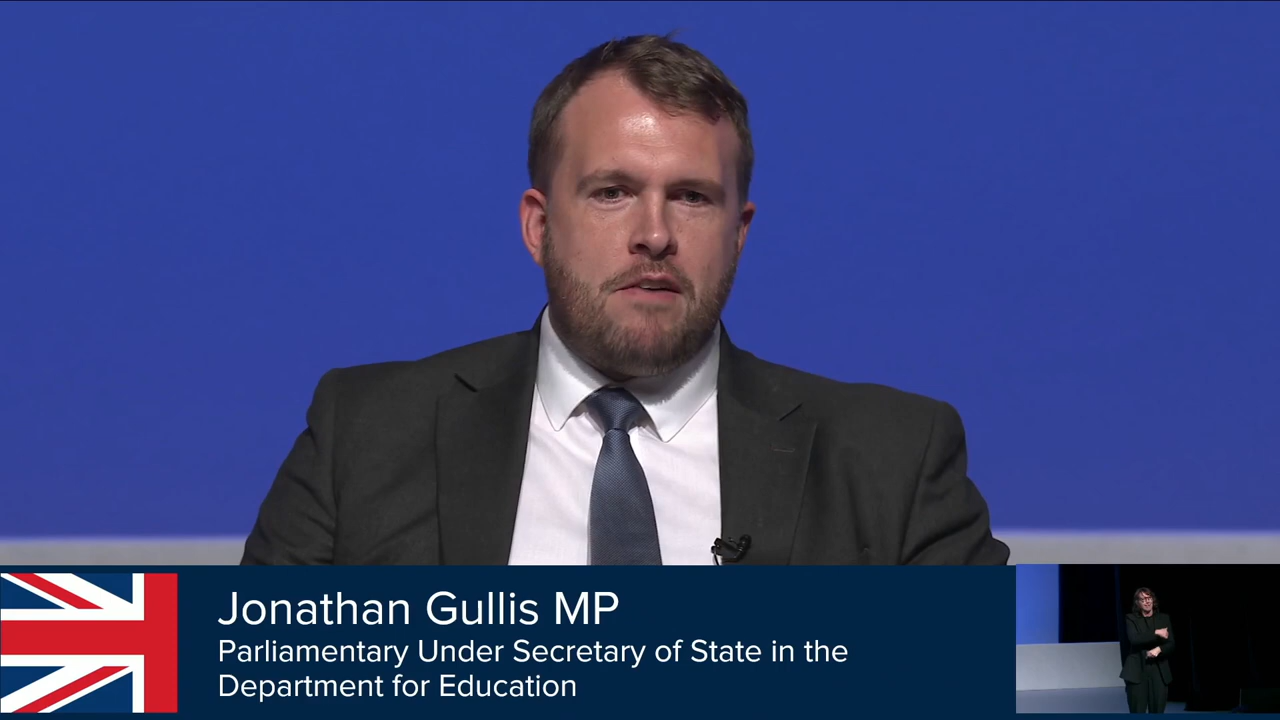 Jonathan Gullis MP
Parliamentary Under Secretary of State in the
Department for Education